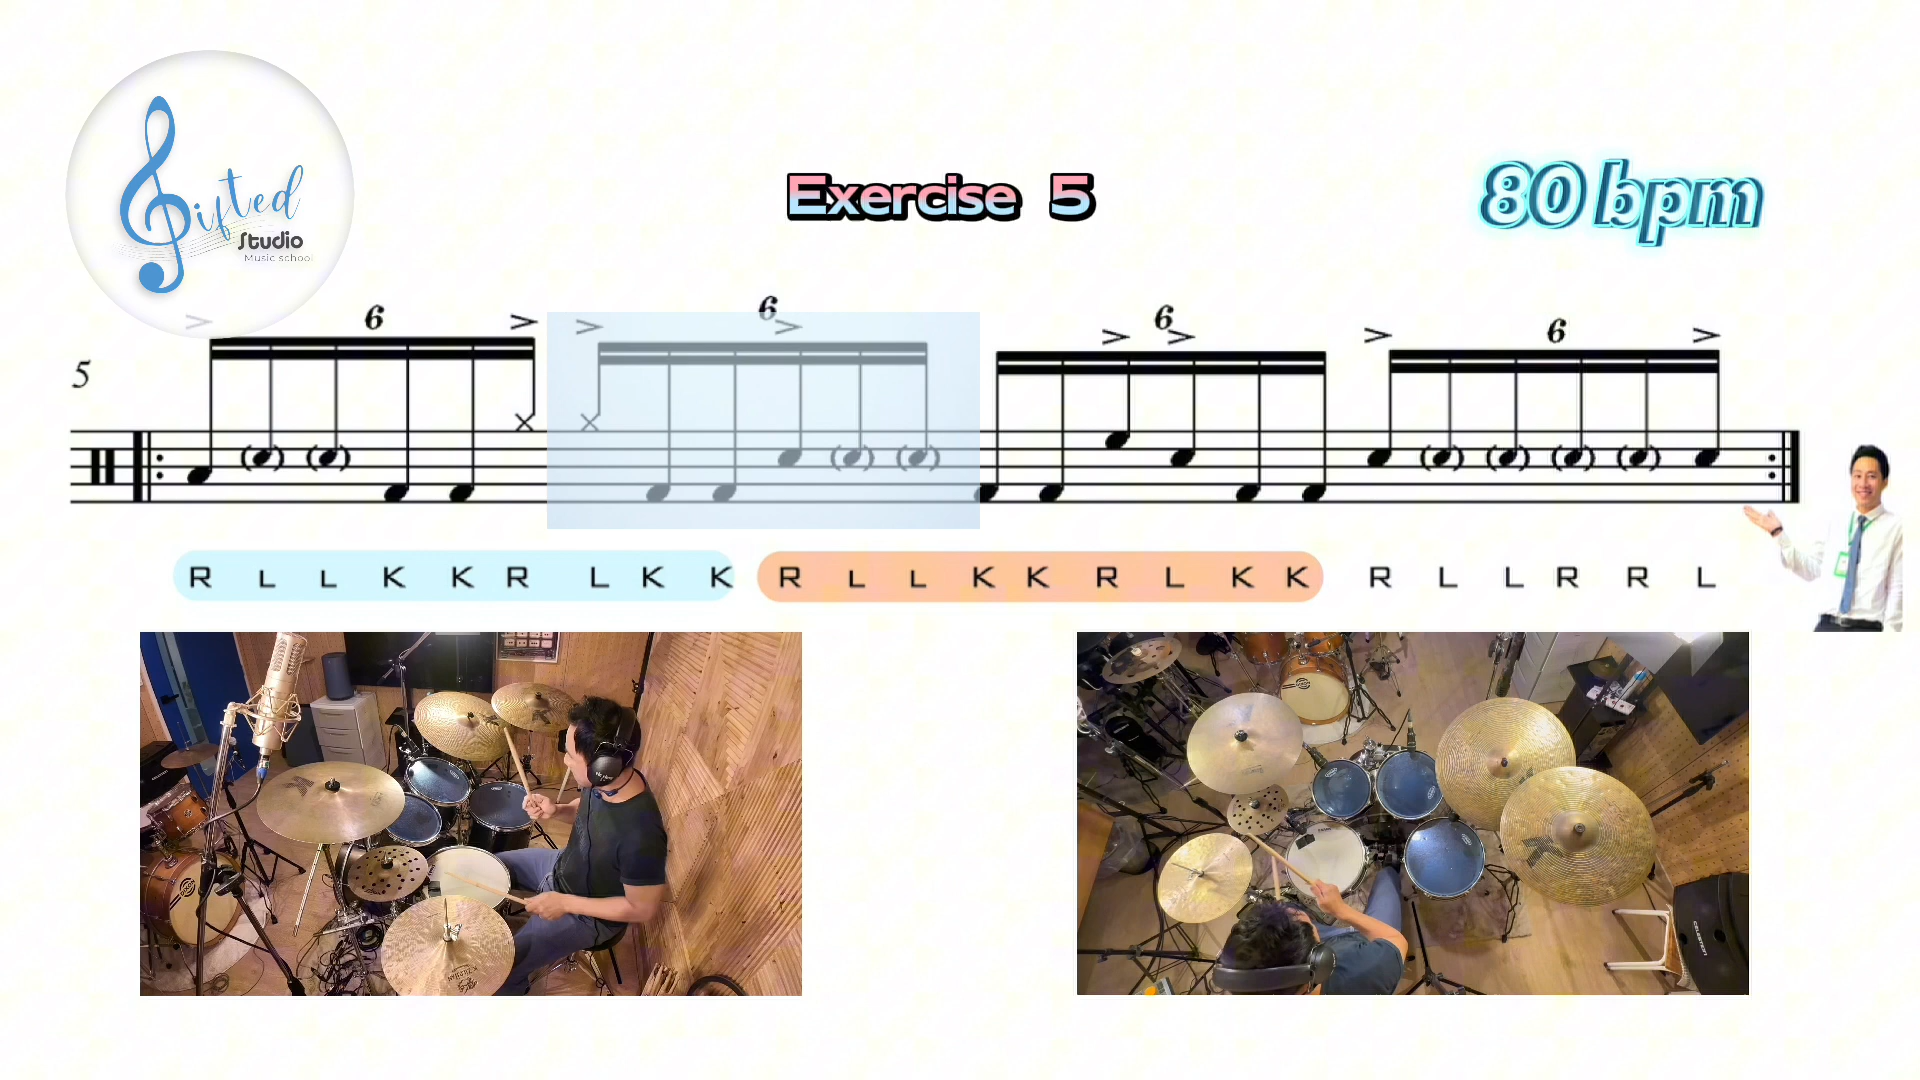 Gifted
Studio
Music school
Exercise 5
80 bpm
6 6 6 6
5
R L L K K R L K K R L L K K R L K K R L L R R L